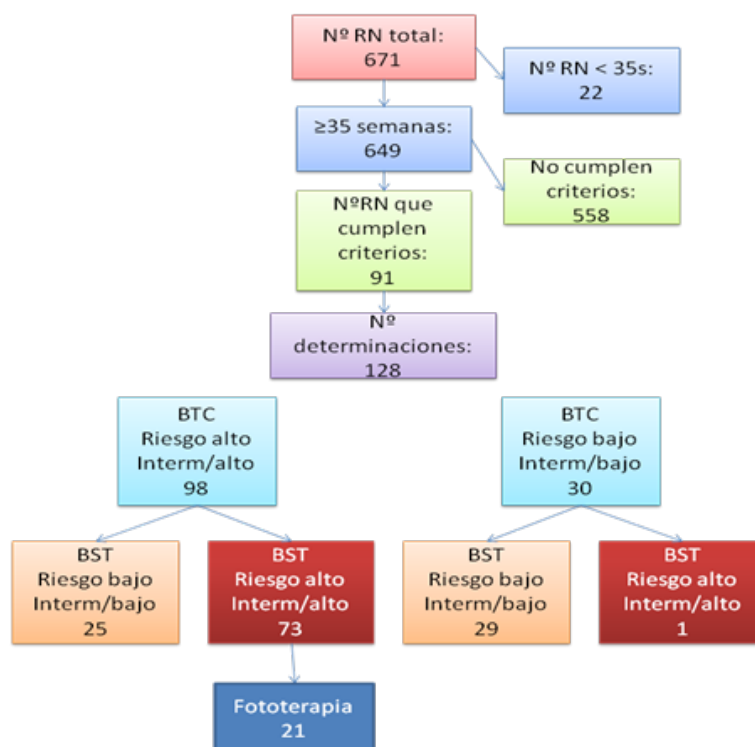 Nº RN total:
671
Nº RN < 35s:
22
≥35 semanas:
649
No cumplen
criterios:
558
NºRN que
cumplen
criterios:
91
Nº
determinaciones:
128
BTC
Riesgo alto
Interm/alto
98
BTC
Riesgo bajo
Interm/bajo
30
BST
Riesgo bajo
Interm/bajo
25
BST
Riesgo alto
Interm/alto
73
BST
Riesgo bajo
Interm/bajo
29
BST
Riesgo alto
Interm/alto
1
Fototerapia
21